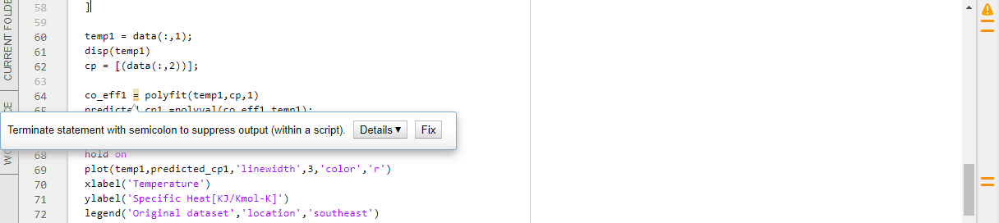 CURRENT FOLDE
58 ]
59
60 temp1 = data(:,1);
61 disp(temp1)
62 cp = [(data(:,2))];
63
64 co_eff1 = polyfit(temp1,cp,1)
65 predicted_cp1 =polyval(co_eff1,temp1);
Terminate statement with semicolon to suppress output (within a script). Details ▾ Fix
68 hold on
69 plot(temp1,predicted_cp1,'linewidth',3,'color','r')
70 xlabel('Temperature')
71 ylabel('Specific Heat[KJ/Kmol-K]')
72 legend('Original dataset','location','southeast')